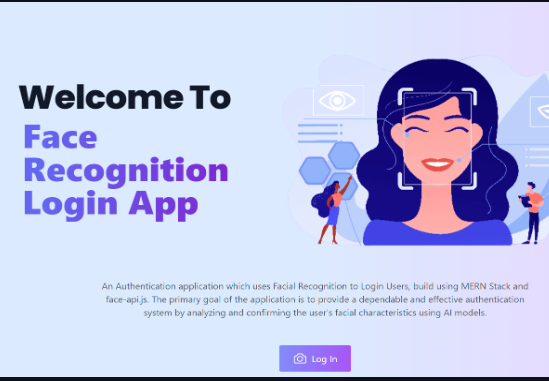 Welcome To
Face
Recognition
Login App
An Authentication application which uses Facial Recognition to Login Users, build using MERN Stack and
face-api.js. The primary goal of the application is to provide a dependable and effective authentication
system by analyzing and confirming the user's facial characteristics using AI models.
Log In